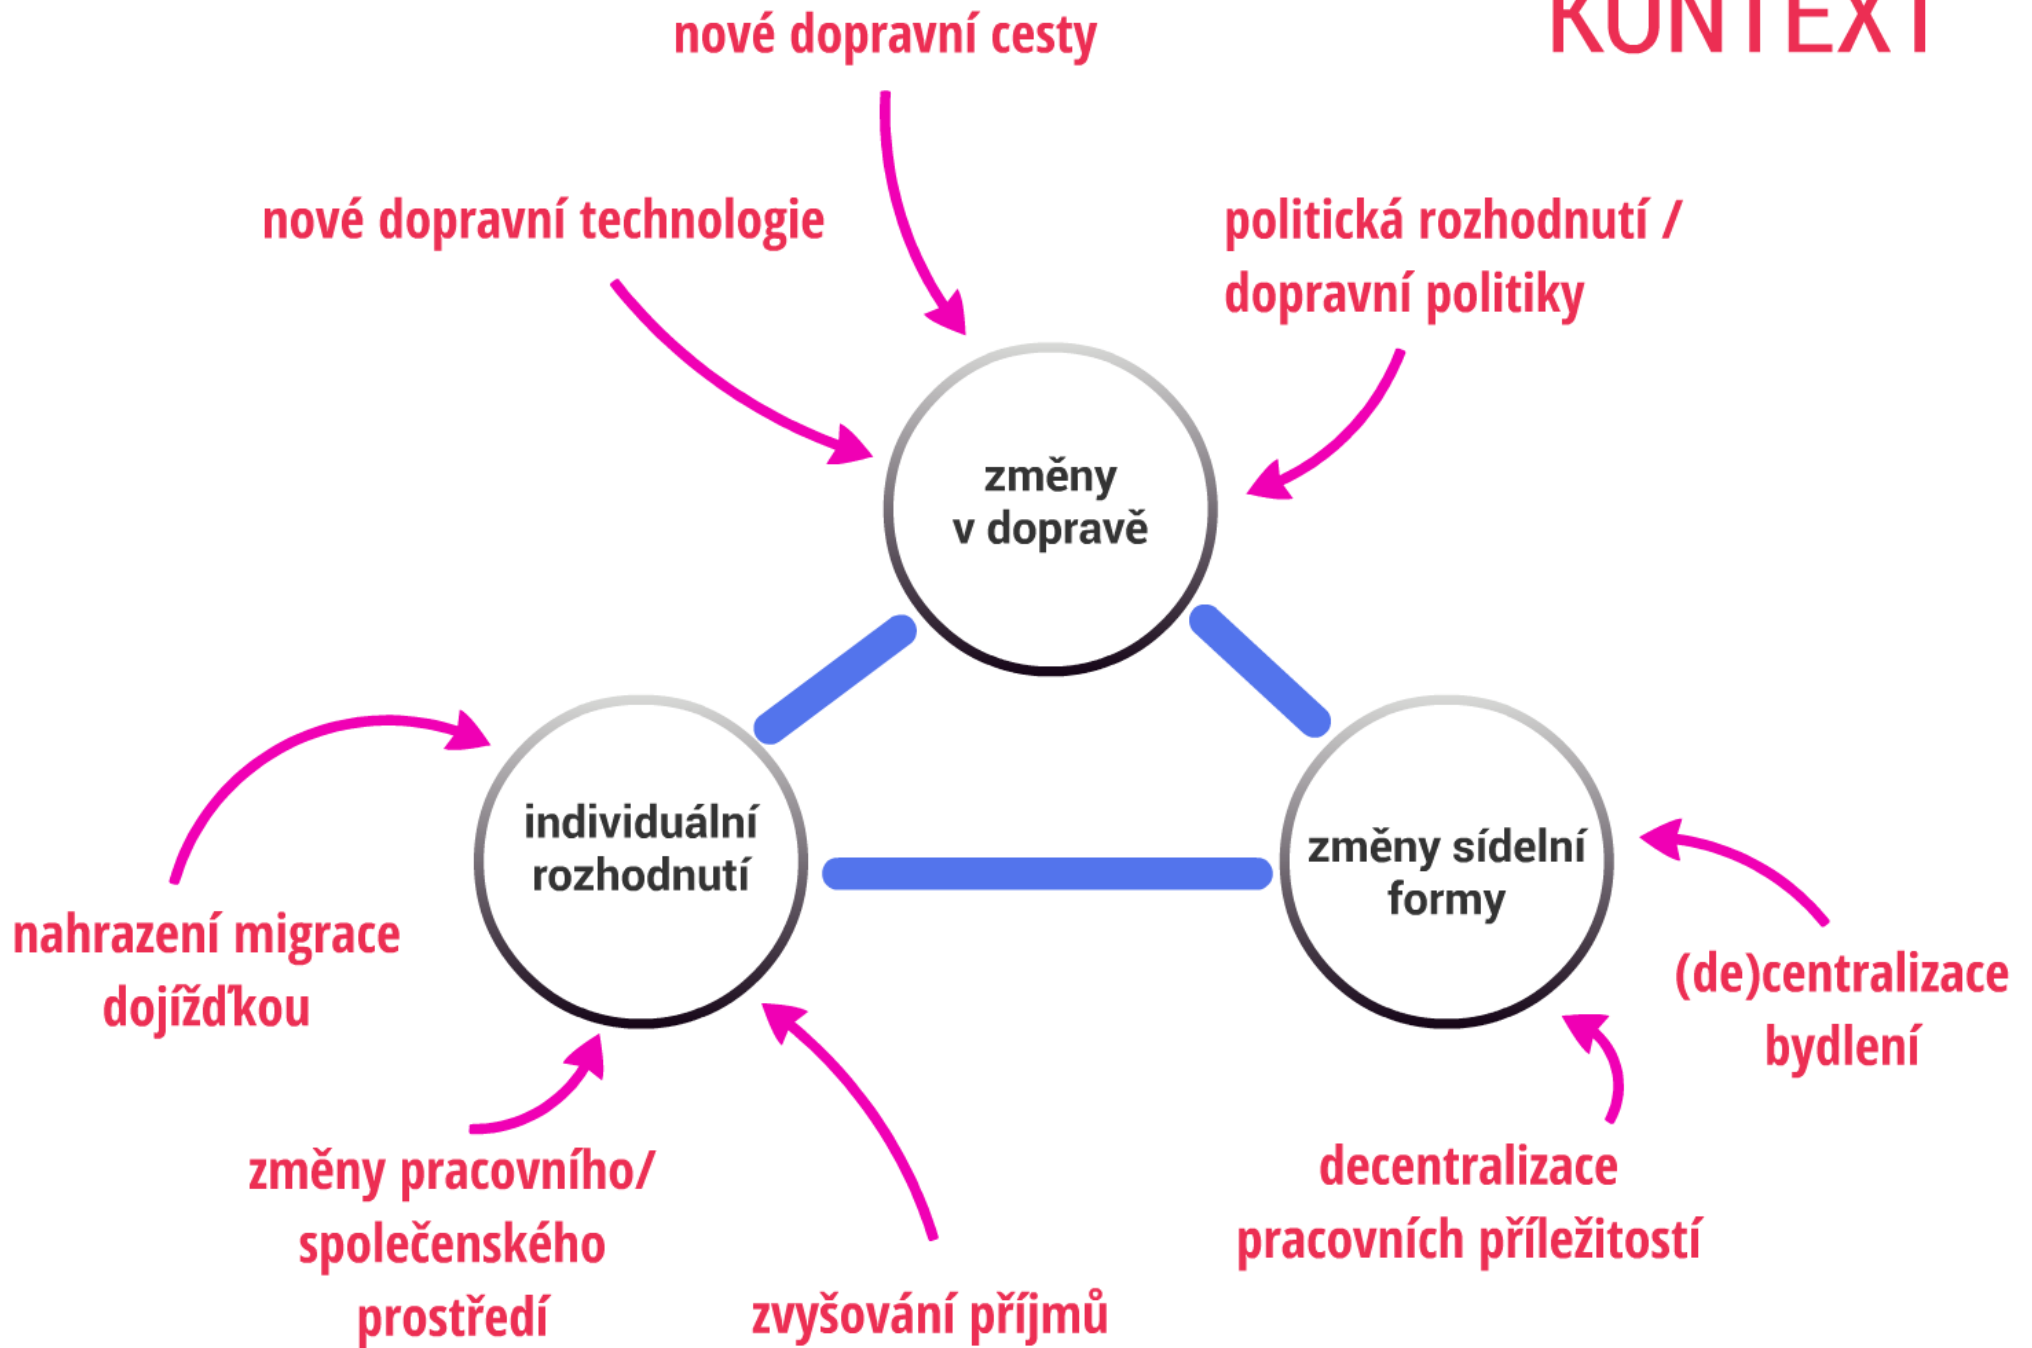 KONTEXT
nové dopravní cesty
nové dopravní technologie
politická rozhodnutí /
dopravní politiky
změny
v dopravě
individuální
rozhodnutí
změny sídelní
formy
nahrazení migrace
dojížďkou
(de)centralizace
bydlení
změny pracovního/
společenského
prostředí
zvyšování příjmů
decentralizace
pracovních příležitostí